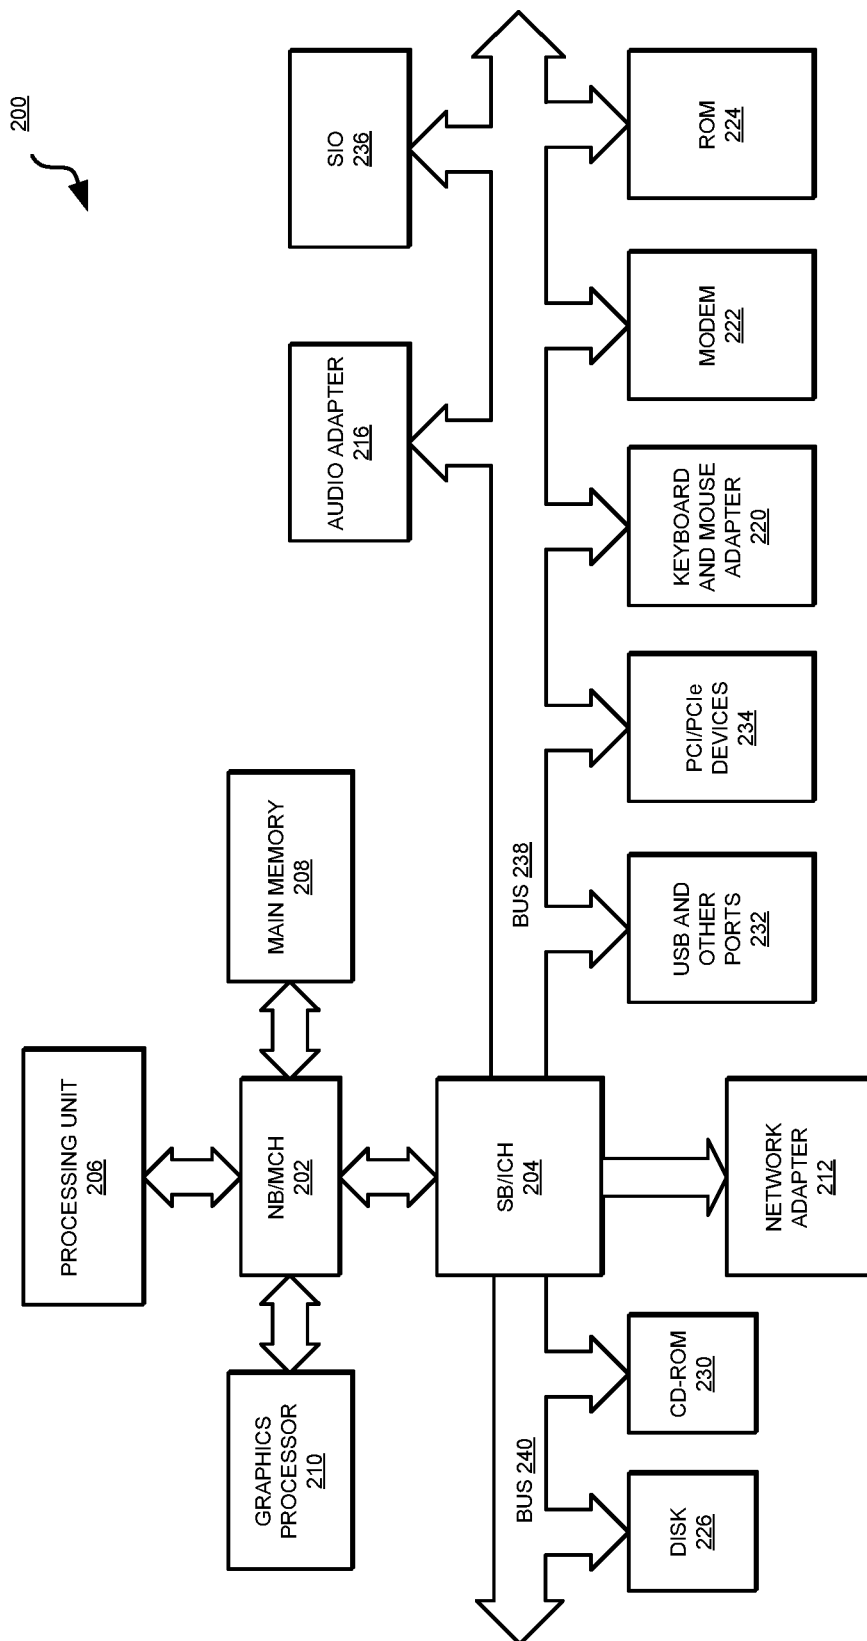 200
PROCESSING UNIT
206
GRAPHICS
PROCESSOR
210
NB/MCH
202
MAIN MEMORY
208
AUDIO ADAPTER
216
SIO
236
SB/ICH
204
BUS 240
BUS 238
DISK
226
CD-ROM
230
NETWORK
ADAPTER
212
USB AND
OTHER
PORTS
232
PCI/PCIe
DEVICES
234
KEYBOARD
AND MOUSE
ADAPTER
220
MODEM
222
ROM
224